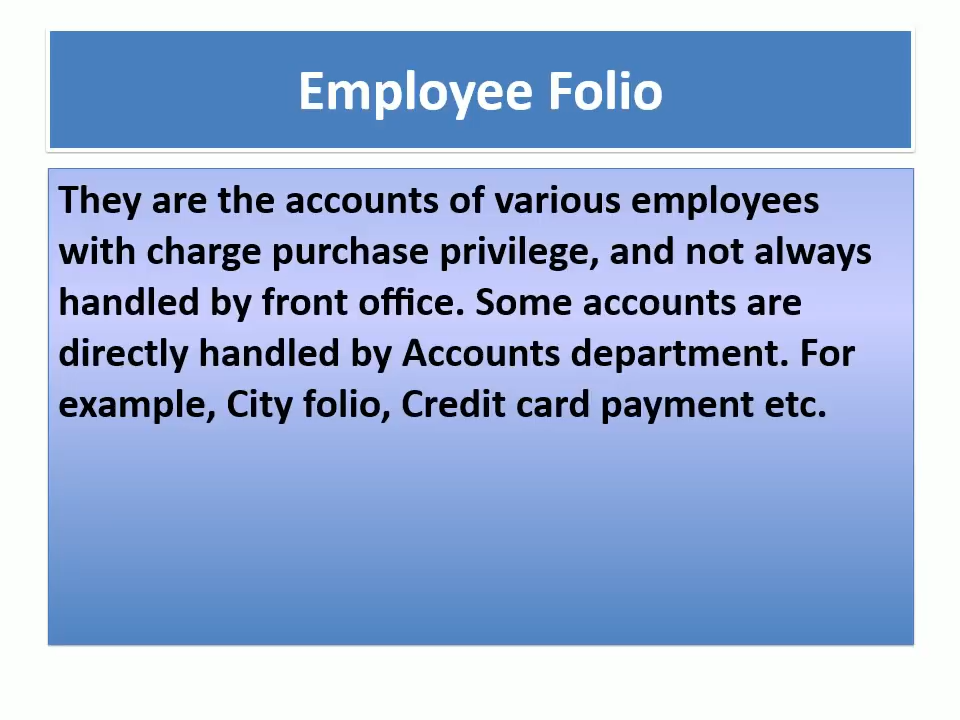 Employee Folio
They are the accounts of various employees
with charge purchase privilege, and not always
handled by front office. Some accounts are
directly handled by Accounts department. For
example, City folio, Credit card payment etc.